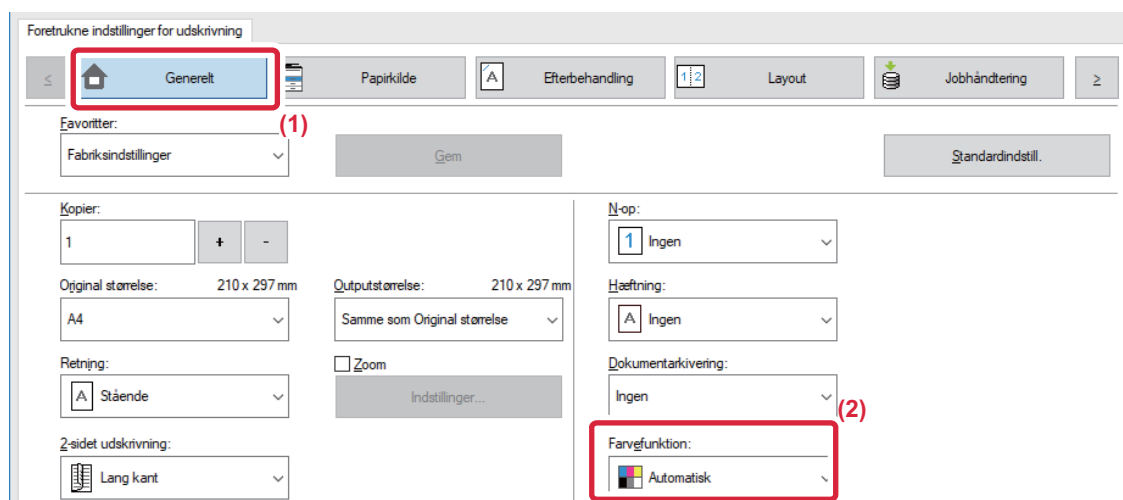 Foretrukne indstillinger for udskrivning
≤ Generelt Papirkilde A Efterbehandling 1 2 Layout Jobhåndtering ≥
(1)
Favoritter:
Fabriksindstillinger Gem Standardindstill.
Kopier: N-op:
1 + - 1 Ingen
Original størrelse: 210 x 297 mm Outputstørrelse: 210 x 297 mm Hæftning:
A4 Samme som Original størrelse A Ingen
Retning: Zoom Dokumentarkivering:
A Stående Indstillinger... Ingen
(2)
2-sidet udskrivning: Farvefunktion:
Lang kant Automatisk